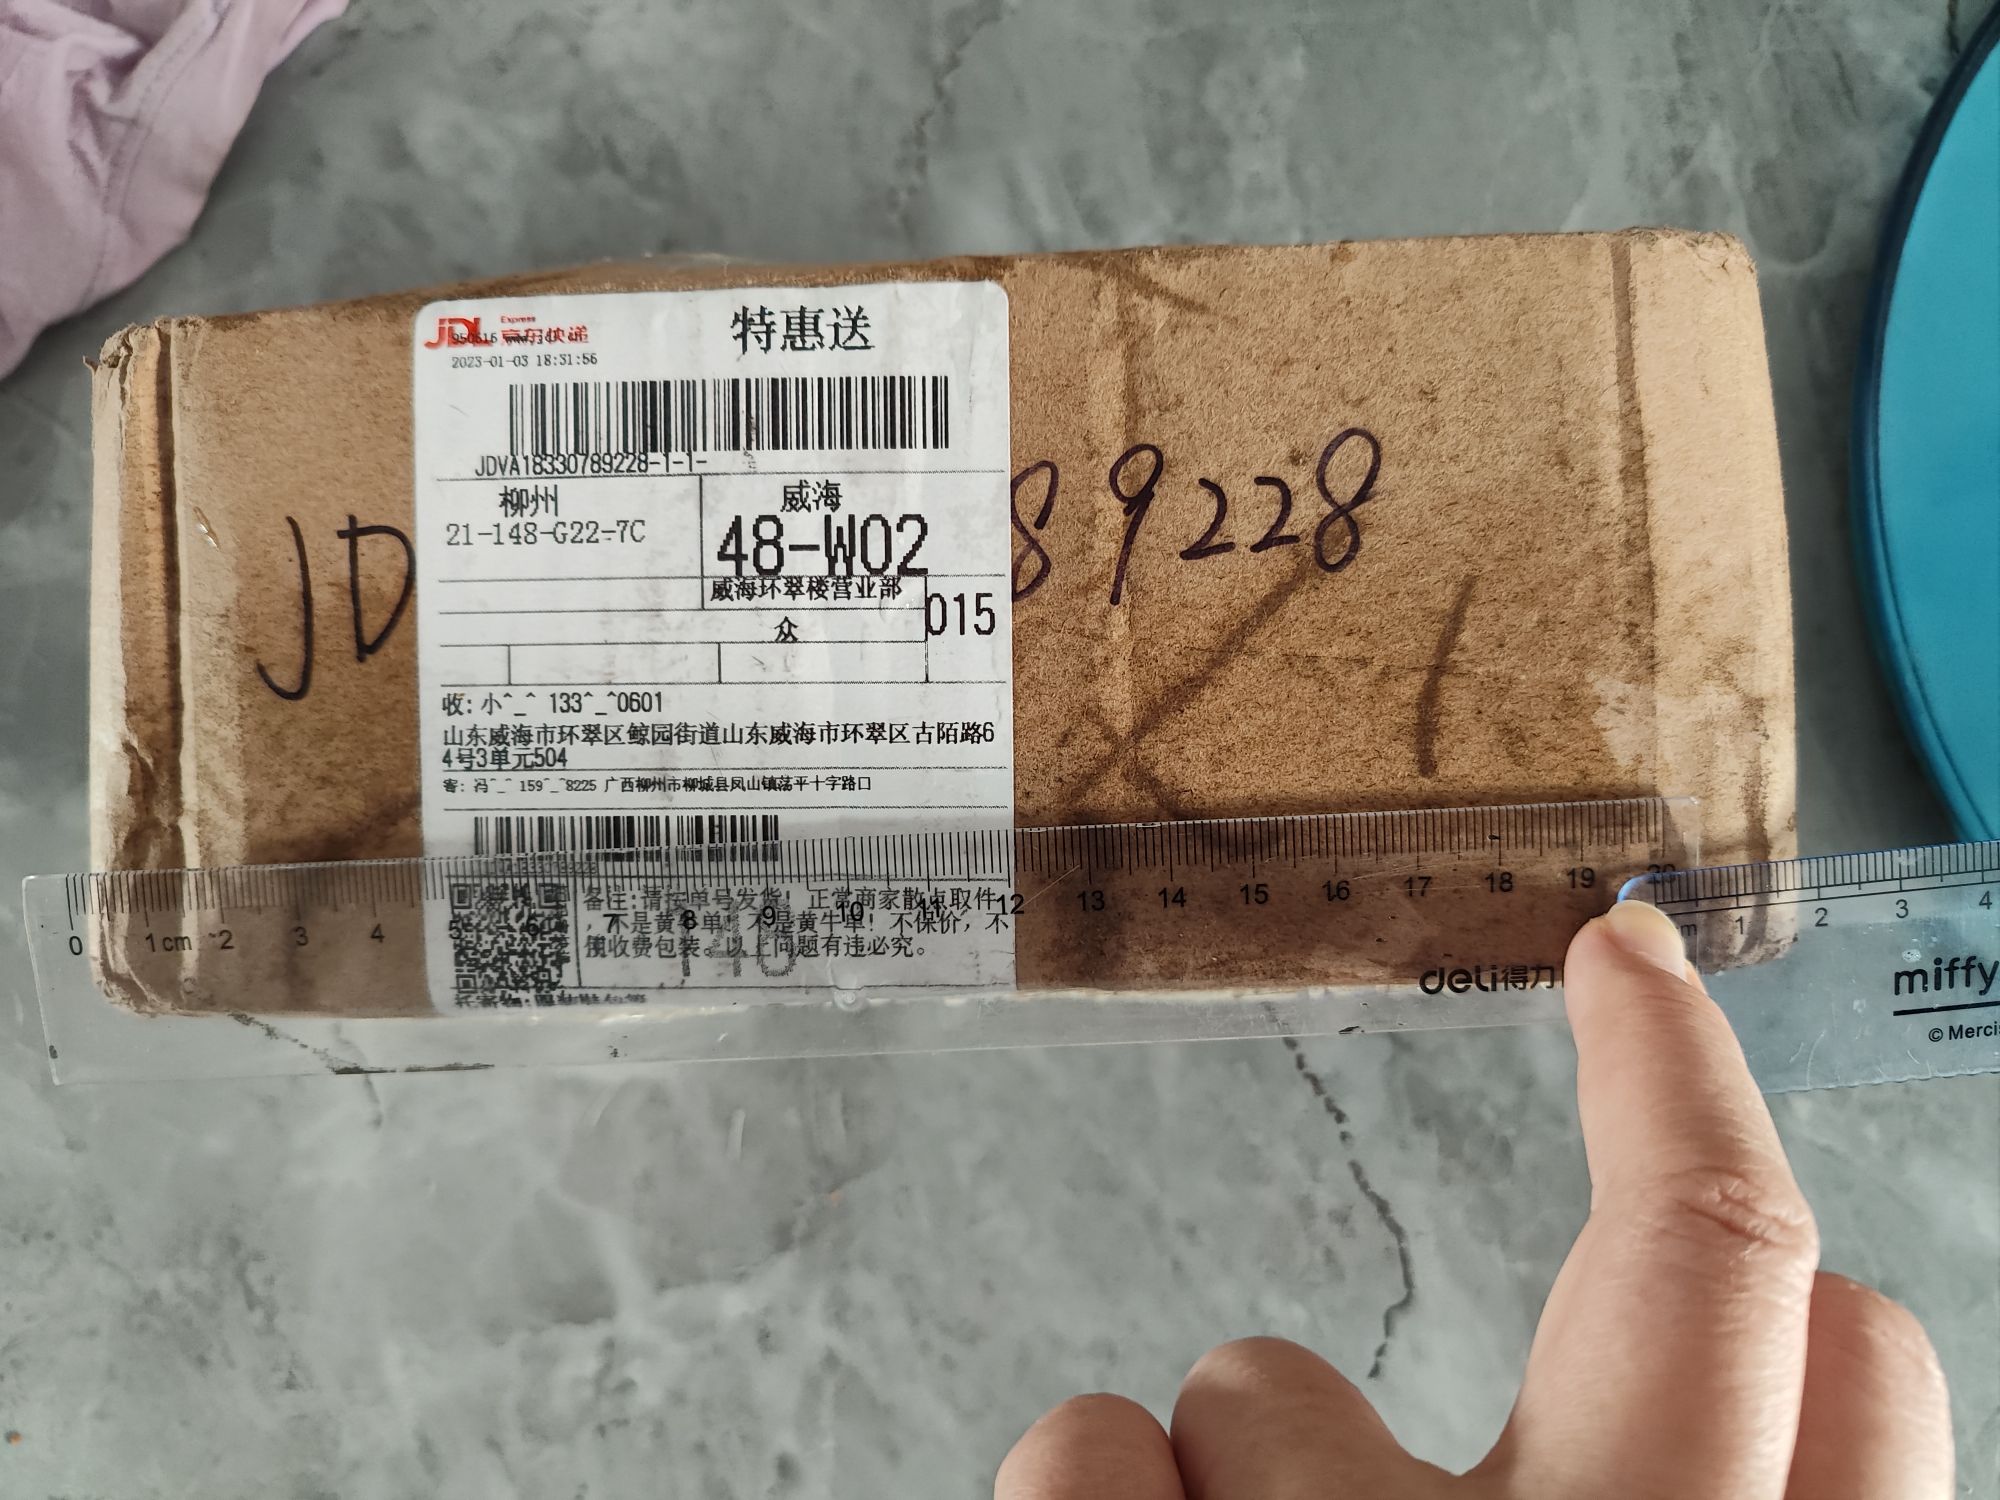 JDL Express 京东快递
950616 www.jdl.cn
2023-01-03 18:31:56
特惠送
JDVA18330789228-1-1-
柳州
21-148-G22-7C
威海
48-W02
威海环翠楼营业部
015
众
收: 小^_^ 133^_^0601
山东威海市环翠区鲸园街道山东威海市环翠区古陌路6
4号3单元504
寄: 冯^_^ 159^_^8225 广西柳州市柳城县凤山镇荡平十字路口
备注:请按单号发货! 正常商家散点取件
, 不是黄牛单! 不是黄牛单! 不保价, 不
使用收费包装。以上问题有违必究。
JD
89228
0 1cm 2 3 4 5 6 7 8 9 10 11 12 13 14 15 16 17 18 19 20
deli得力
1 2 3 4
miffy
© Mercis